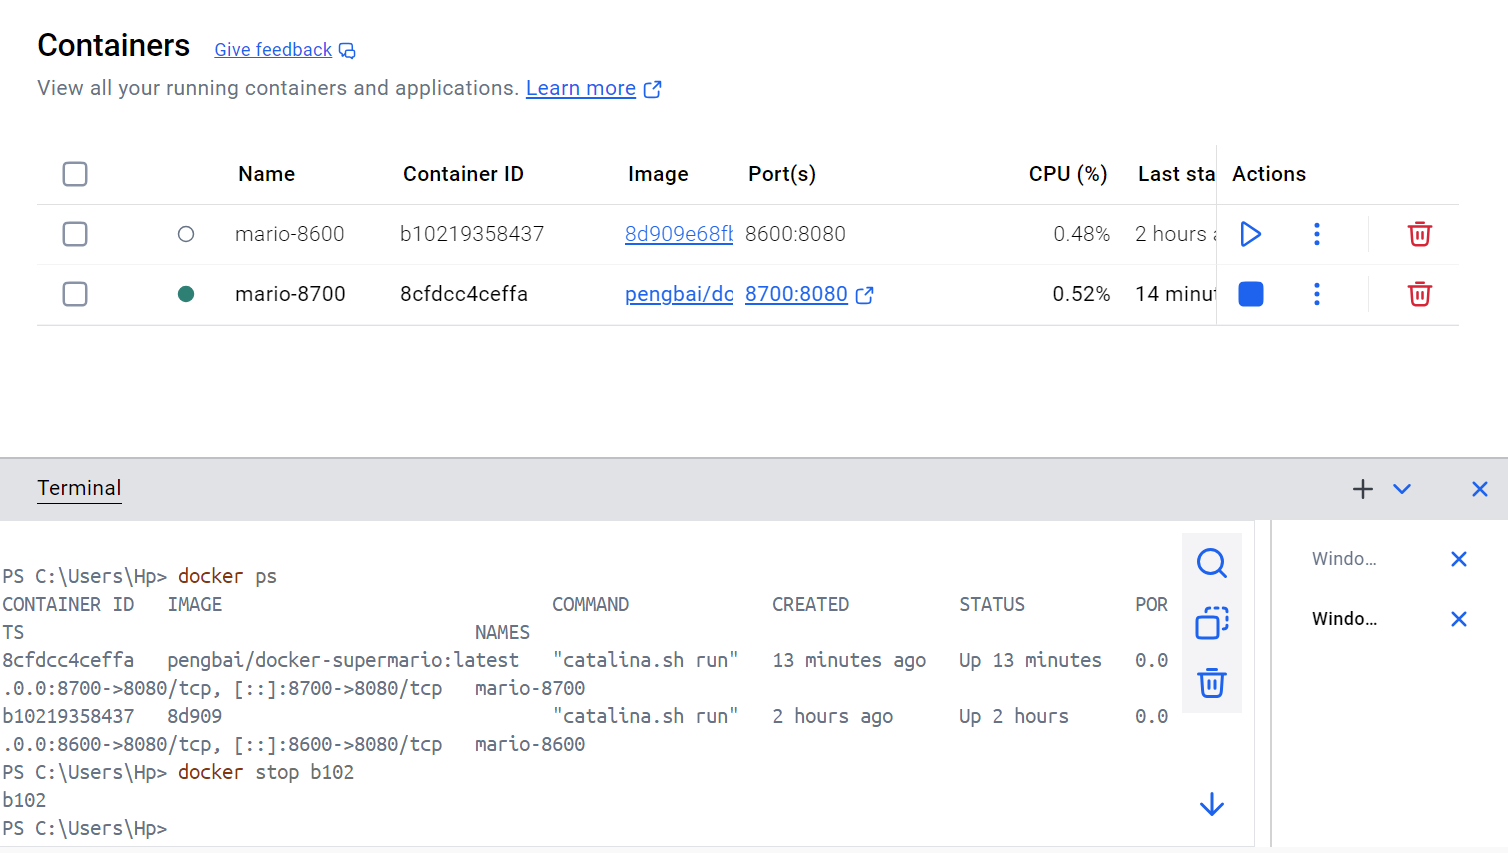 Containers Give feedback
View all your running containers and applications. Learn more
Name Container ID Image Port(s) CPU (%) Last sta Actions
mario-8600 b10219358437 8d909e68fb 8600:8080 0.48% 2 hours a
mario-8700 8cfdcc4ceffa pengbai/do 8700:8080 0.52% 14 minut
Terminal
PS C:\Users\Hp> docker ps
CONTAINER ID IMAGE COMMAND CREATED STATUS POR
TS NAMES
8cfdcc4ceffa pengbai/docker-supermario:latest "catalina.sh run" 13 minutes ago Up 13 minutes 0.0
.0.0:8700->8080/tcp, [::]:8700->8080/tcp mario-8700
b10219358437 8d909 "catalina.sh run" 2 hours ago Up 2 hours 0.0
.0.0:8600->8080/tcp, [::]:8600->8080/tcp mario-8600
PS C:\Users\Hp> docker stop b102
b102
PS C:\Users\Hp>
Windo...
Windo...